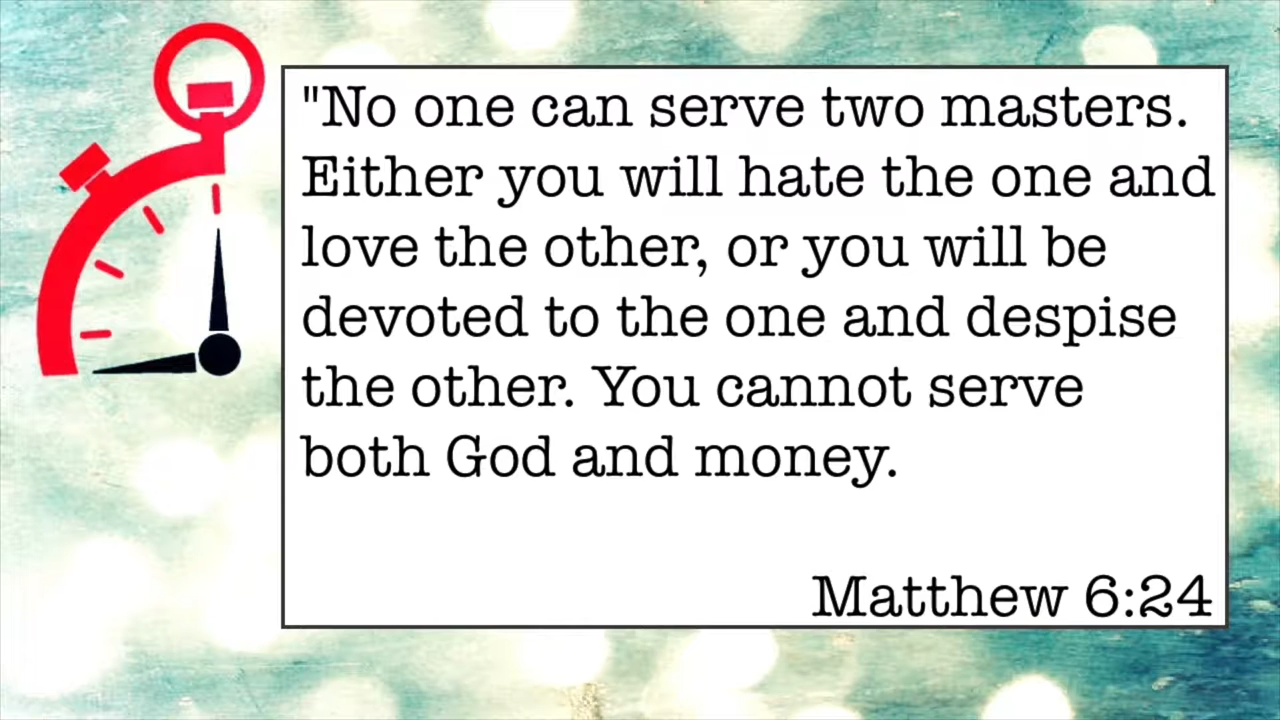 "No one can serve two masters.
Either you will hate the one and
love the other, or you will be
devoted to the one and despise
the other. You cannot serve
both God and money.
Matthew 6:24